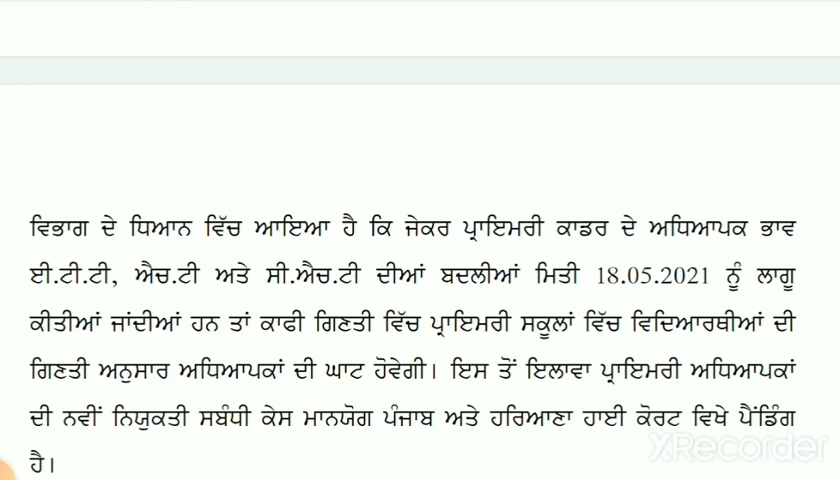 ਵਿਭਾਗ ਦੇ ਧਿਆਨ ਵਿੱਚ ਆਇਆ ਹੈ ਕਿ ਜੇਕਰ ਪ੍ਰਾਇਮਰੀ ਕਾਡਰ ਦੇ ਅਧਿਆਪਕ ਭਾਵ
ਈ.ਟੀ.ਟੀ, ਐਚ.ਟੀ ਅਤੇ ਸੀ.ਐਚ.ਟੀ ਦੀਆਂ ਬਦਲੀਆਂ ਮਿਤੀ 18.05.2021 ਨੂੰ ਲਾਗੂ
ਕੀਤੀਆਂ ਜਾਂਦੀਆਂ ਹਨ ਤਾਂ ਕਾਫੀ ਗਿਣਤੀ ਵਿੱਚ ਪ੍ਰਾਇਮਰੀ ਸਕੂਲਾਂ ਵਿੱਚ ਵਿਦਿਆਰਥੀਆਂ ਦੀ
ਗਿਣਤੀ ਅਨੁਸਾਰ ਅਧਿਆਪਕਾਂ ਦੀ ਘਾਟ ਹੋਵੇਗੀ। ਇਸ ਤੋਂ ਇਲਾਵਾ ਪ੍ਰਾਇਮਰੀ ਅਧਿਆਪਕਾਂ
ਦੀ ਨਵੀਂ ਨਿਯੁਕਤੀ ਸਬੰਧੀ ਕੇਸ ਮਾਨਯੋਗ ਪੰਜਾਬ ਅਤੇ ਹਰਿਆਣਾ ਹਾਈ ਕੋਰਟ ਵਿਖੇ ਪੈਂਡਿੰਗ
ਹੈ।
XRecorder